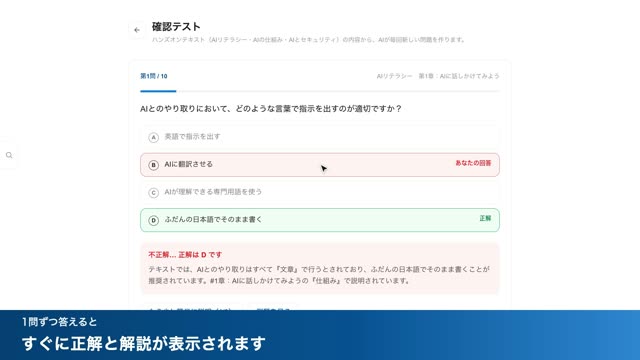 確認テスト
ハンズオンテキスト（AIリテラシー・AIの仕組み・AIとセキュリティ）の内容から、AIが毎回新しい問題を作ります。
第1問 / 10
AIリテラシー　第1章：AIに話しかけてみよう
AIとのやり取りにおいて、どのような言葉で指示を出すのが適切ですか？
A 英語で指示を出す
B AIに翻訳させる あなたの回答
C AIが理解できる専門用語を使う
D ふだんの日本語でそのまま書く 正解
不正解... 正解は D です
テキストでは、AIとのやり取りはすべて『文章』で行うとされており、ふだんの日本語でそのまま書くことが
推奨されています。#1章：AIに話しかけてみようの『仕組み』で説明されています。
1問ずつ答えると
すぐに正解と解説が表示されます